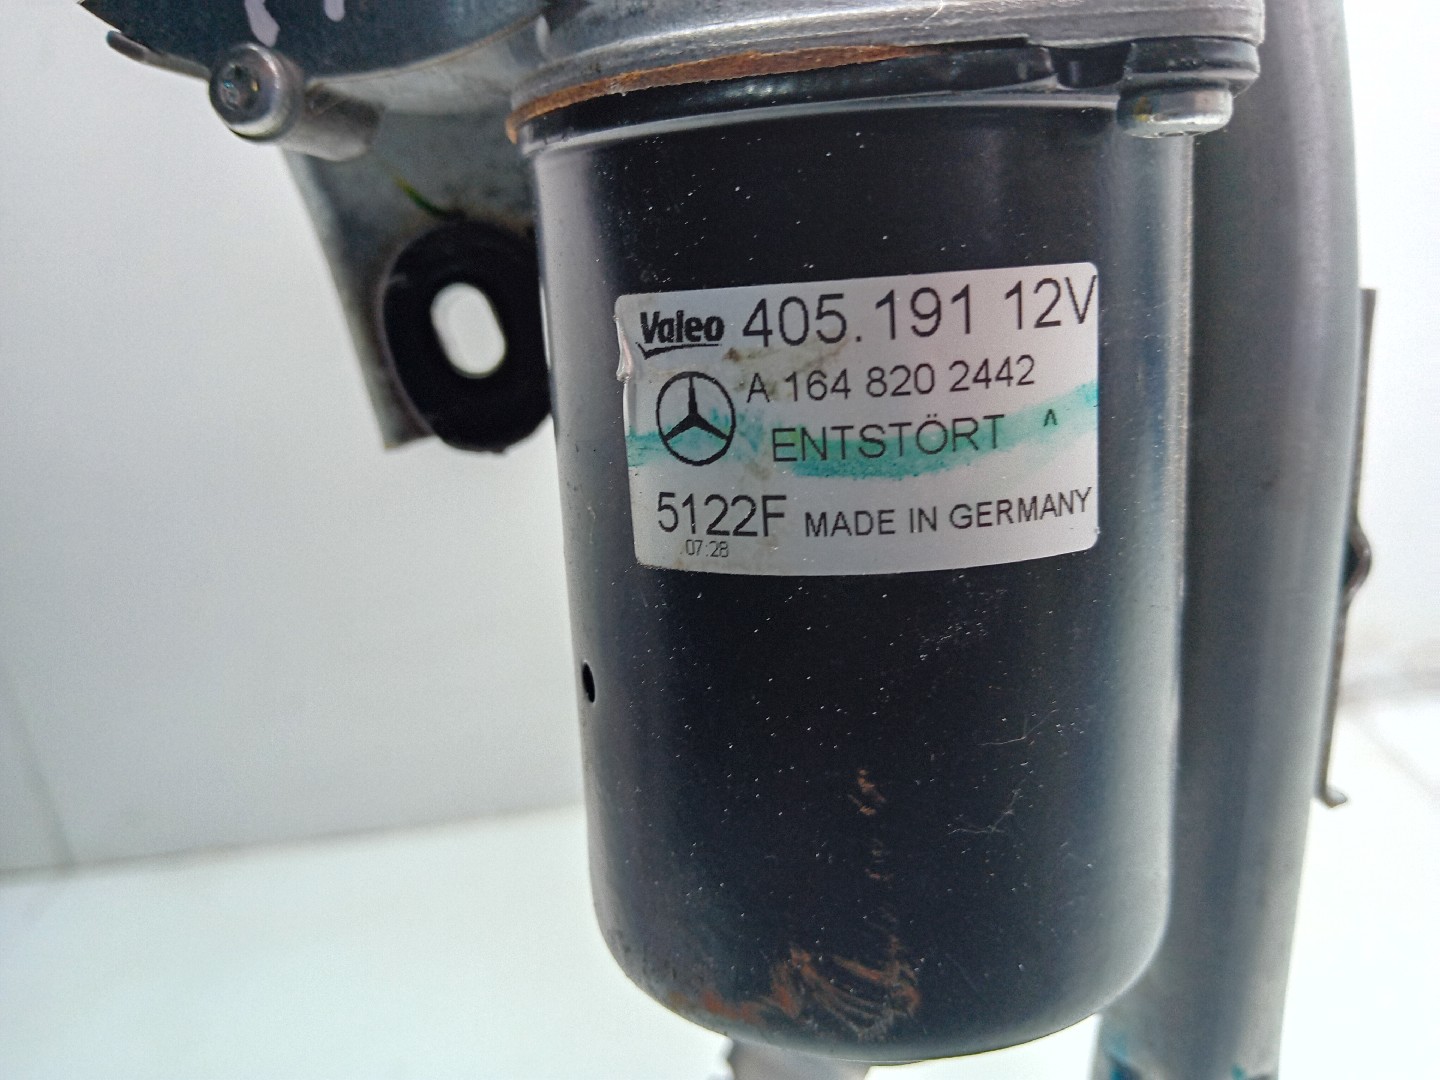 Valeo 405.191 12V
A 164 820 2442
ENTSTÖRT ^
5122F MADE IN GERMANY
07:28